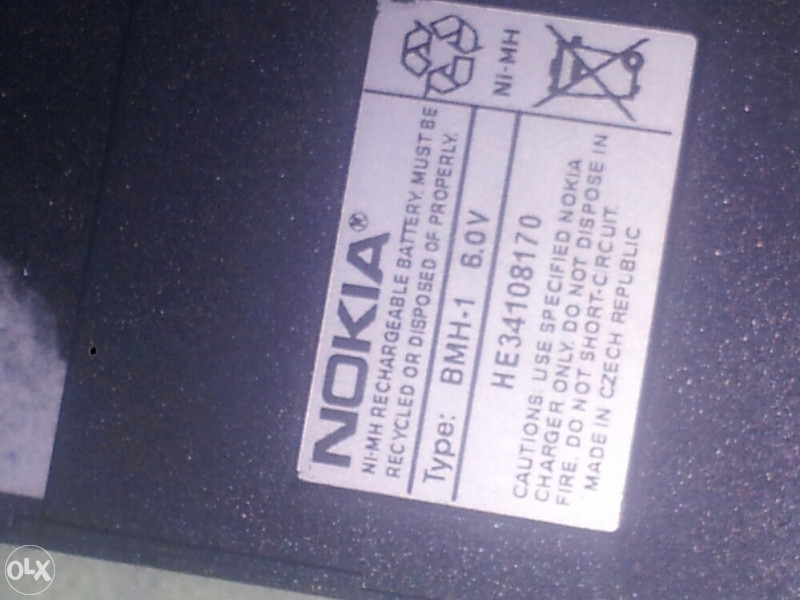 NOKIA®
NI-MH RECHARGEABLE BATTERY. MUST BE
RECYCLED OR DISPOSED OF PROPERLY.
Type: BMH-1 6.0V
HE34108170
CAUTIONS: USE SPECIFIED NOKIA
CHARGER ONLY. DO NOT DISPOSE IN
FIRE. DO NOT SHORT-CIRCUIT.
MADE IN CZECH REPUBLIC
Ni-MH
OLX